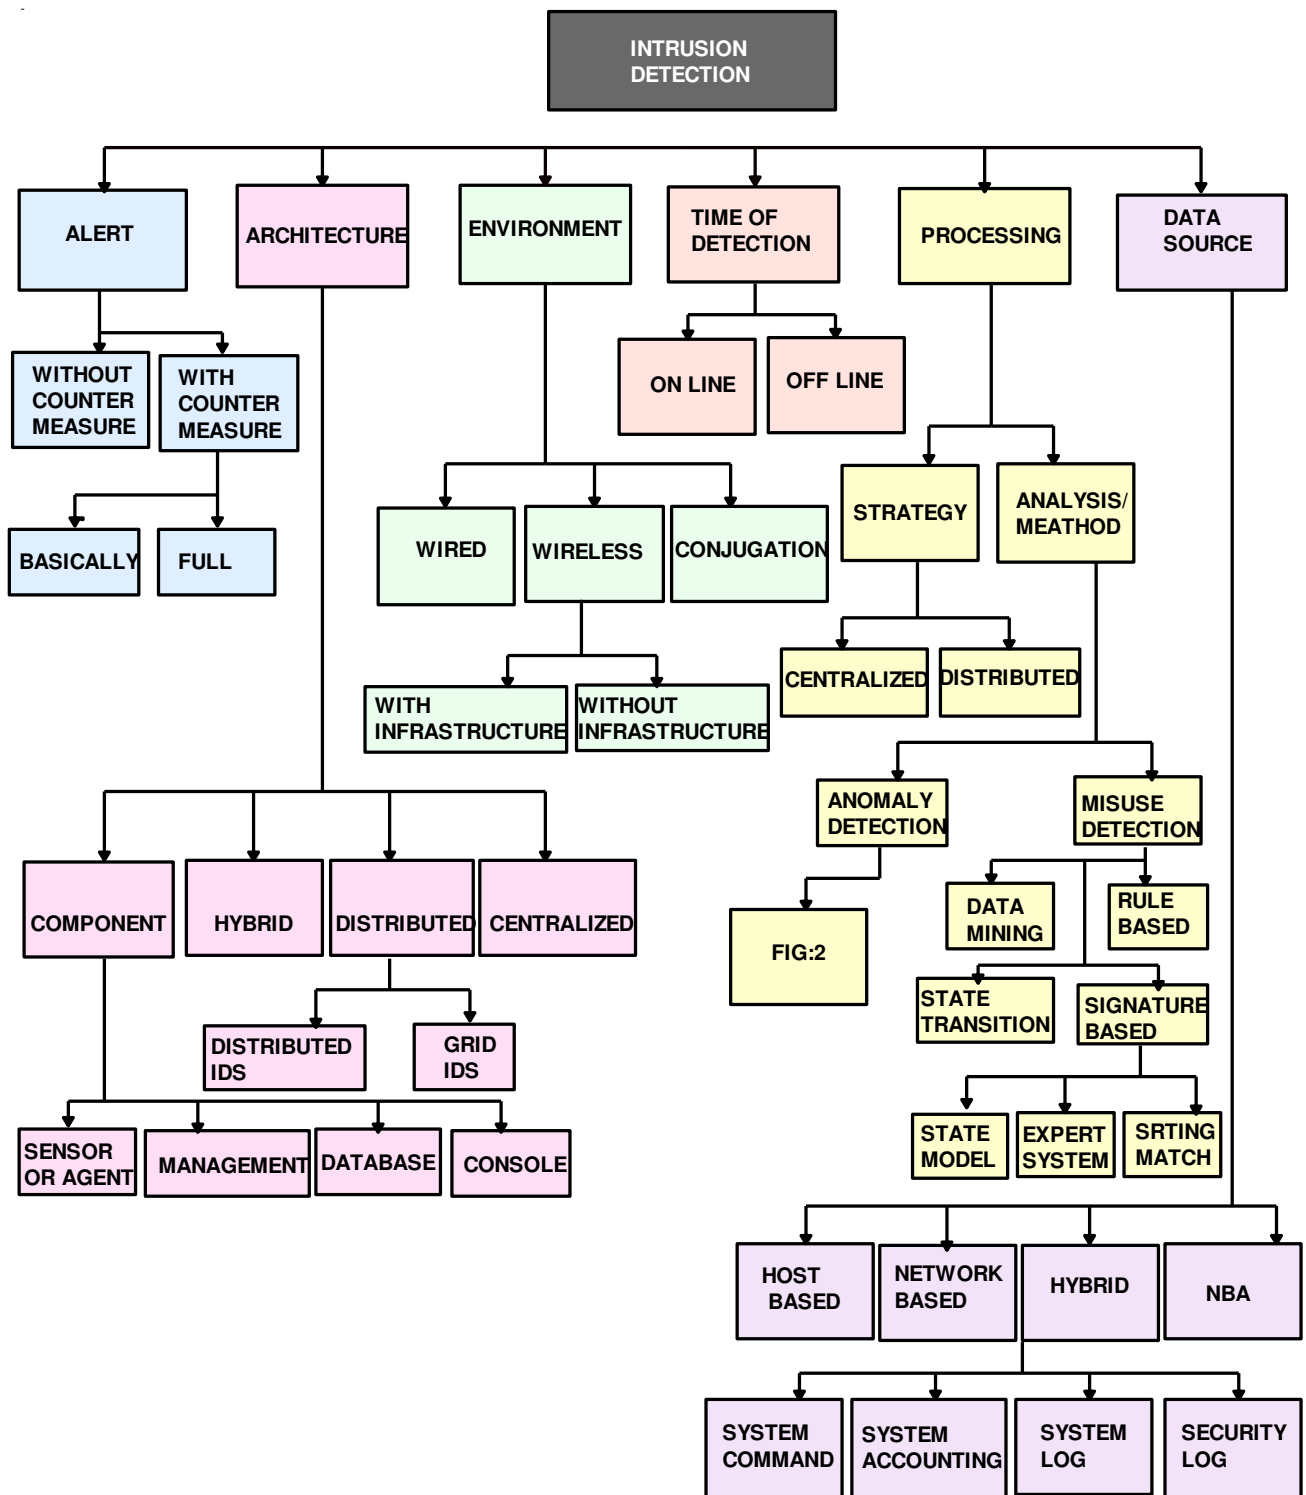 INTRUSION
DETECTION
ALERT
ARCHITECTURE
ENVIRONMENT
TIME OF
DETECTION
PROCESSING
DATA
SOURCE
WITHOUT
COUNTER
MEASURE
WITH
COUNTER
MEASURE
ON LINE
OFF LINE
BASICALLY
FULL
WIRED
WIRELESS
CONJUGATION
STRATEGY
ANALYSIS/
MEATHOD
WITH
INFRASTRUCTURE
WITHOUT
INFRASTRUCTURE
CENTRALIZED
DISTRIBUTED
ANOMALY
DETECTION
MISUSE
DETECTION
COMPONENT
HYBRID
DISTRIBUTED
CENTRALIZED
FIG:2
DATA
MINING
RULE
BASED
STATE
TRANSITION
SIGNATURE
BASED
DISTRIBUTED
IDS
GRID
IDS
SENSOR
OR AGENT
MANAGEMENT
DATABASE
CONSOLE
STATE
MODEL
EXPERT
SYSTEM
SRTING
MATCH
HOST
BASED
NETWORK
BASED
HYBRID
NBA
SYSTEM
COMMAND
SYSTEM
ACCOUNTING
SYSTEM
LOG
SECURITY
LOG